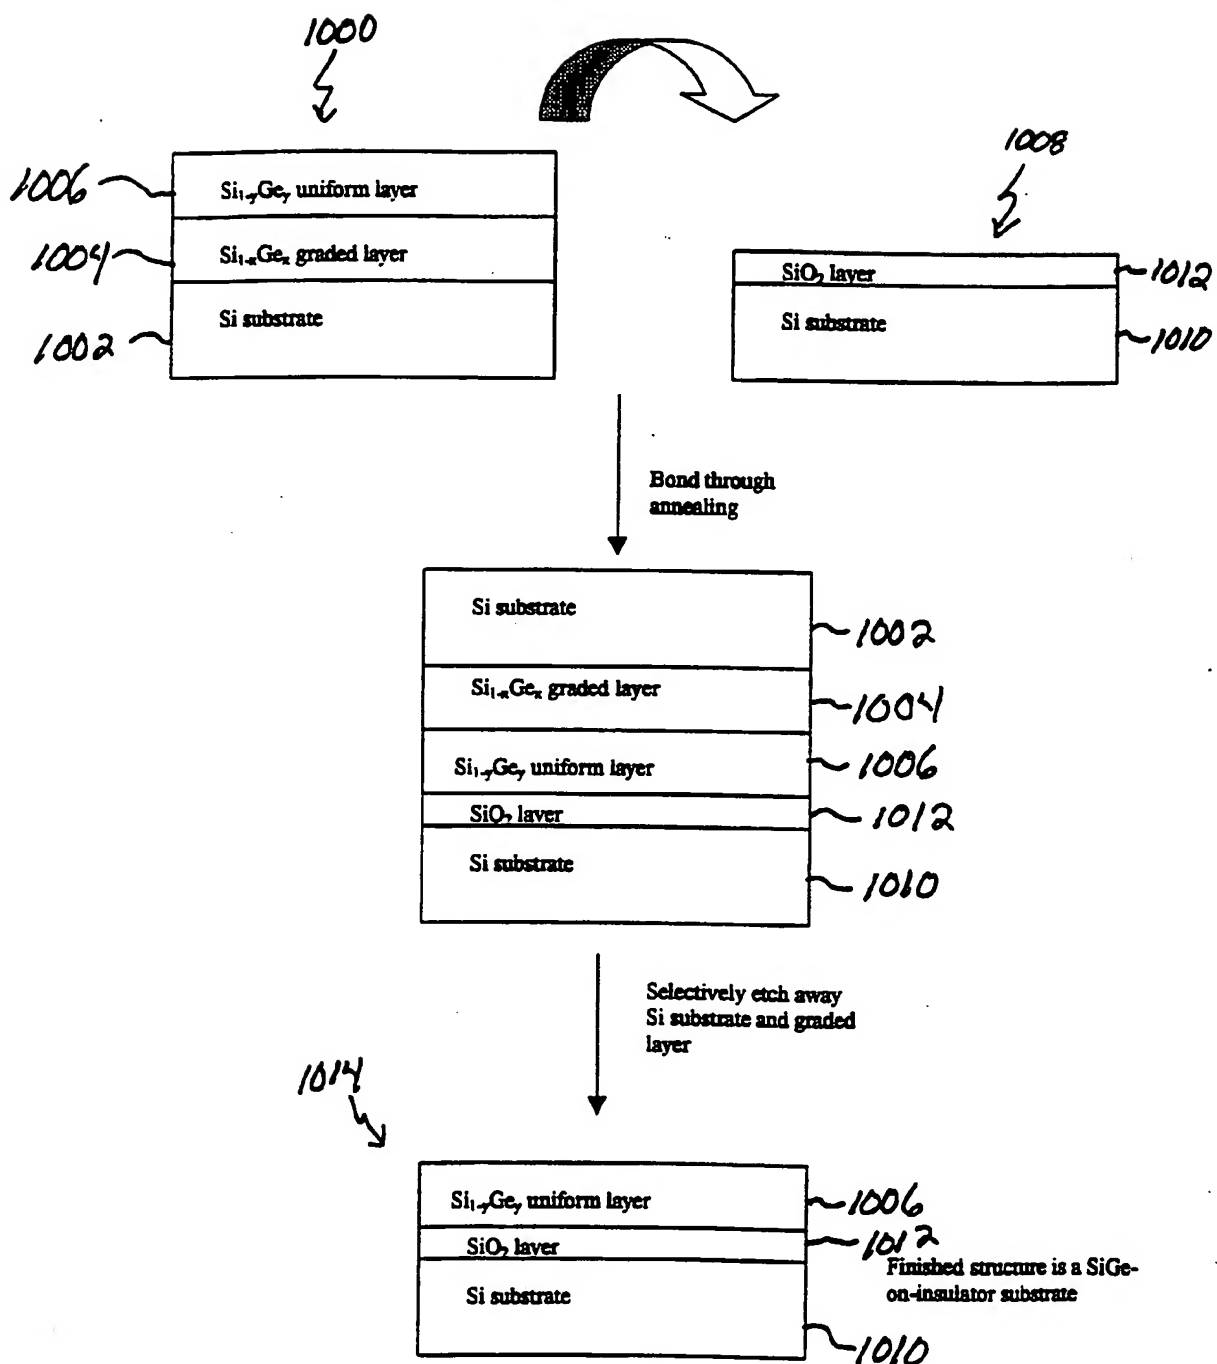 1000
1008
1006
Si₁₋yGey uniform layer
1004
Si₁₋ₓGeₓ graded layer
SiO₂ layer
1012
Si substrate
1002
Si substrate
1010
Bond through
annealing
Si substrate
1002
Si₁₋ₓGeₓ graded layer
1004
Si₁₋yGey uniform layer
1006
SiO₂ layer
1012
Si substrate
1010
Selectively etch away
Si substrate and graded
layer
1014
Si₁₋yGey uniform layer
1006
SiO₂ layer
1012
Finished structure is a SiGe-
on-insulator substrate
Si substrate
1010